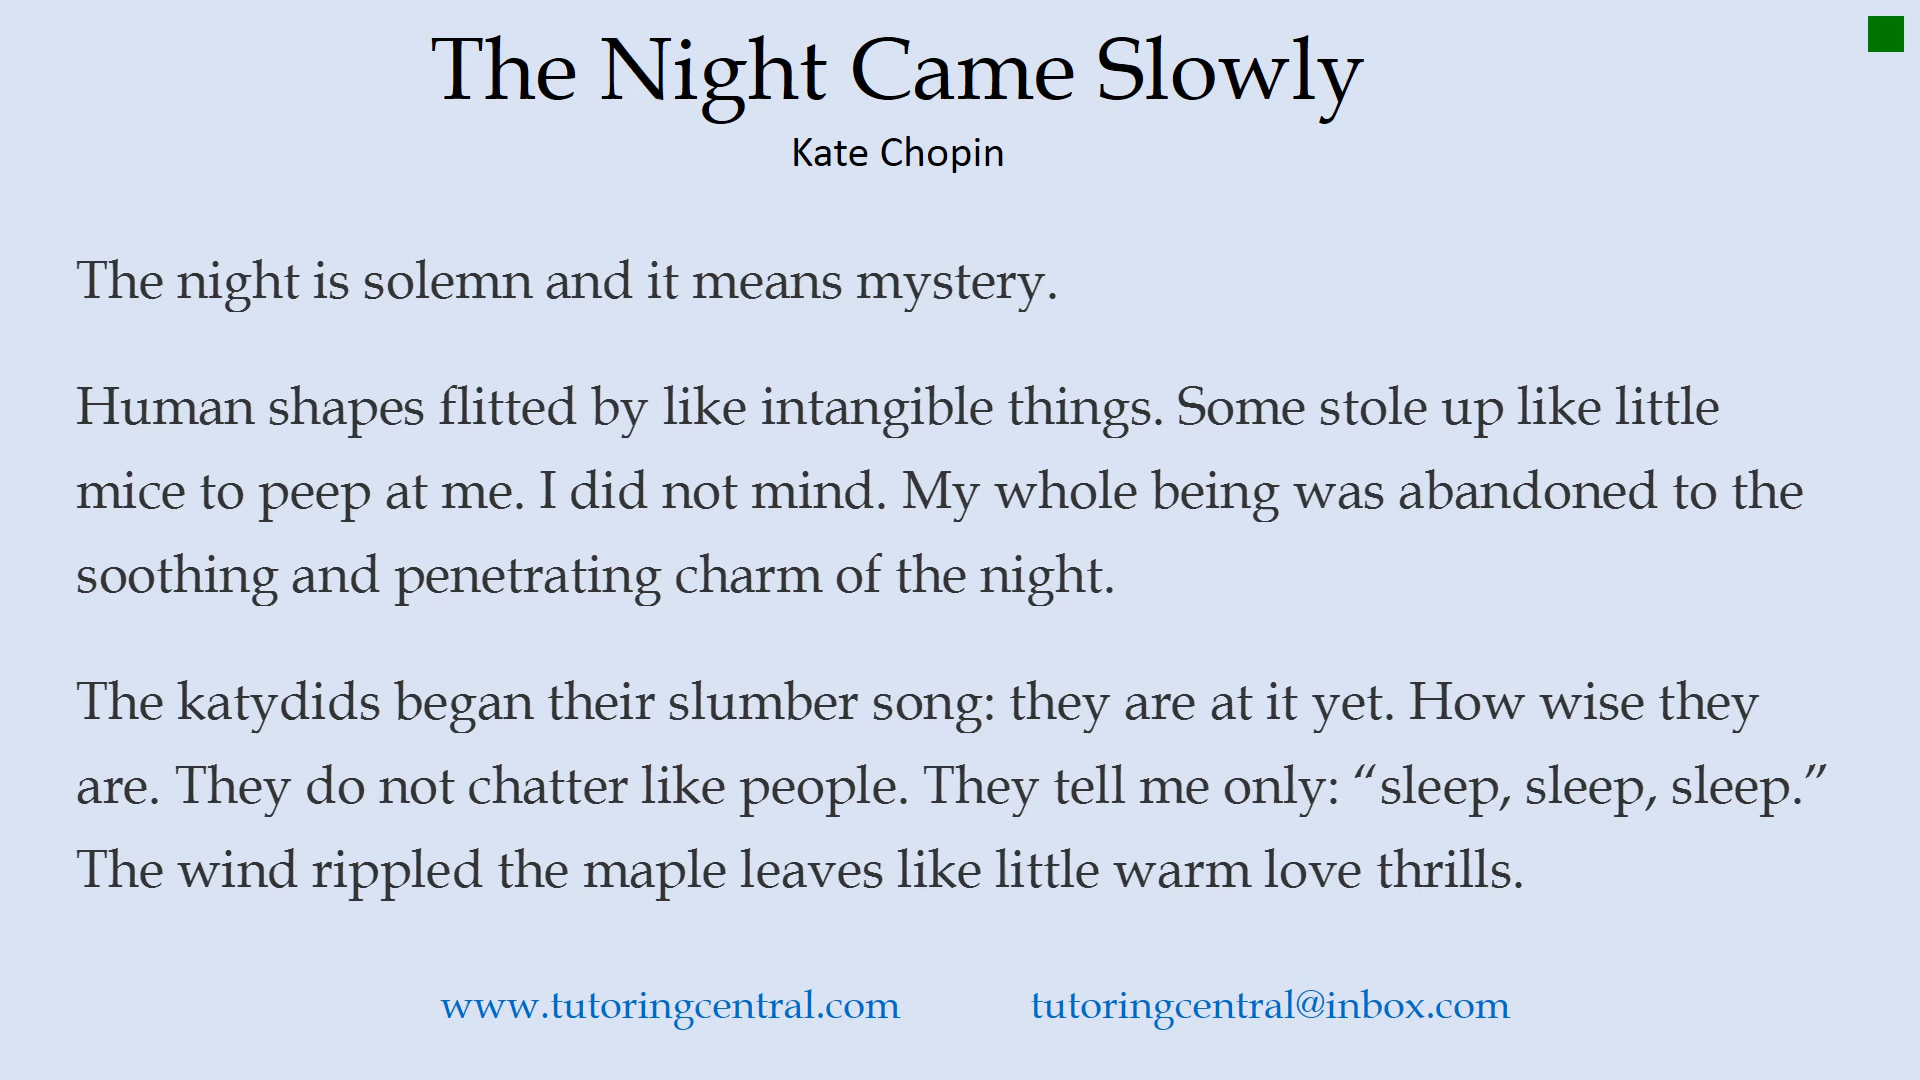 The Night Came Slowly
Kate Chopin
The night is solemn and it means mystery.
Human shapes flitted by like intangible things. Some stole up like little
mice to peep at me. I did not mind. My whole being was abandoned to the
soothing and penetrating charm of the night.
The katydids began their slumber song: they are at it yet. How wise they
are. They do not chatter like people. They tell me only: “sleep, sleep, sleep.”
The wind rippled the maple leaves like little warm love thrills.
www.tutoringcentral.com tutoringcentral@inbox.com